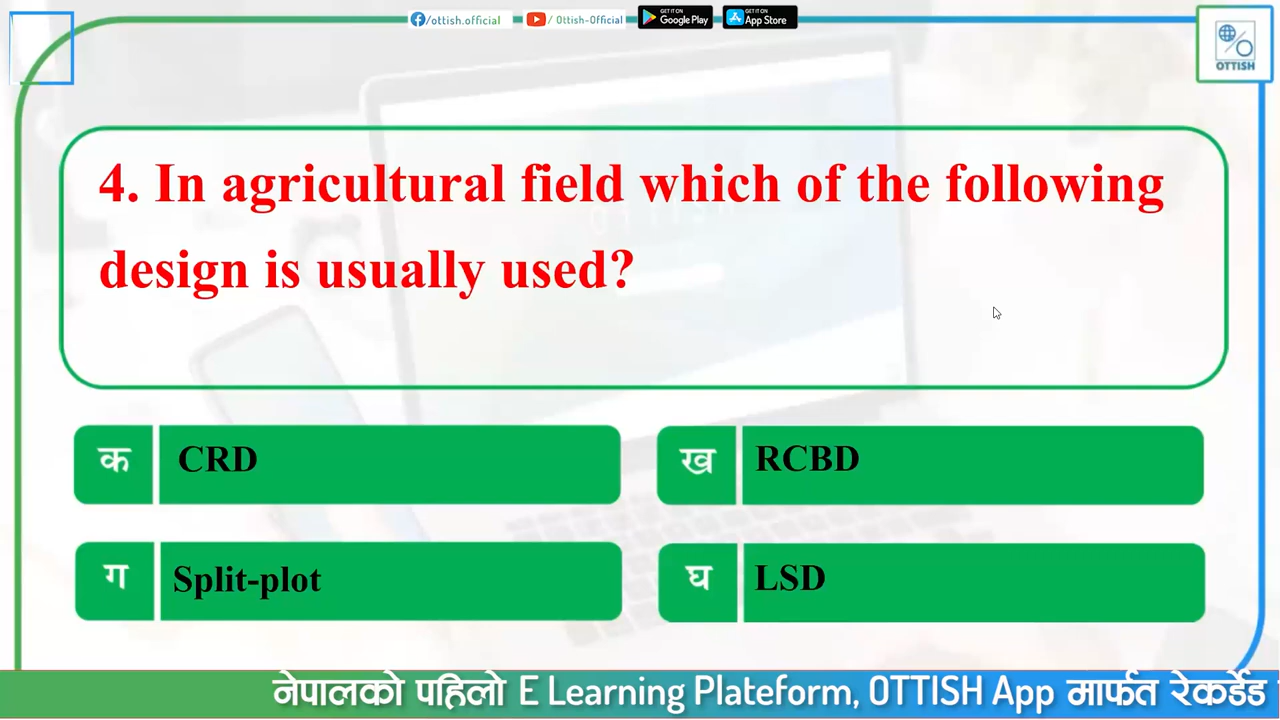 /ottish.official
/ Ottish-Official
GET IT ON
Google Play
GET IT ON
App Store
OTTISH
4. In agricultural field which of the following
design is usually used?
क CRD
ख RCBD
ग Split-plot
घ LSD
नेपालको पहिलो E Learning Plateform, OTTISH App मार्फत रेकर्डेड